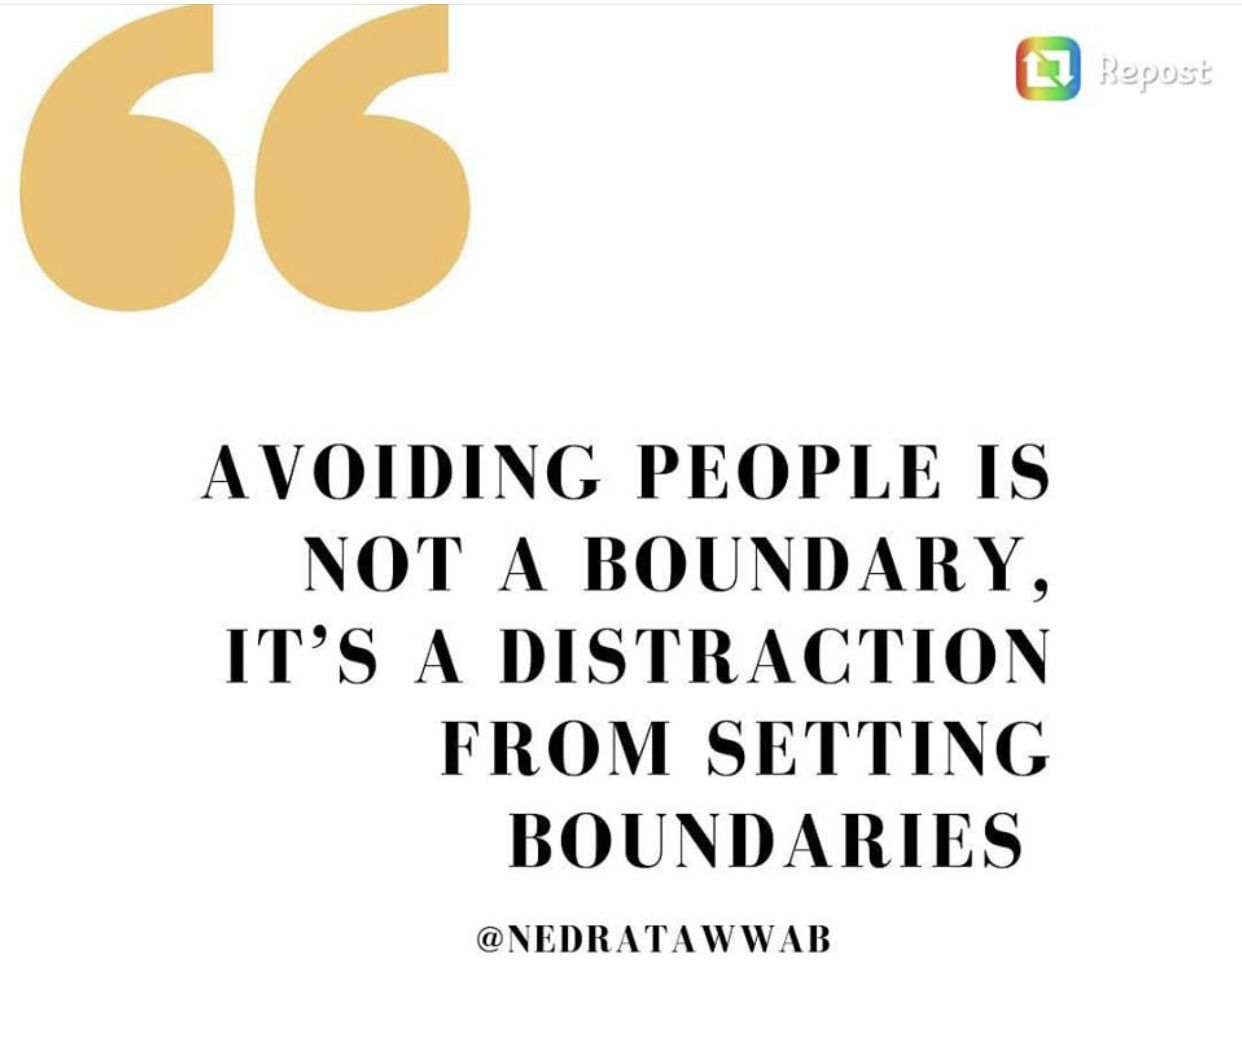 Repost
AVOIDING PEOPLE IS
NOT A BOUNDARY,
IT’S A DISTRACTION
FROM SETTING
BOUNDARIES
@NEDRATAWWAB